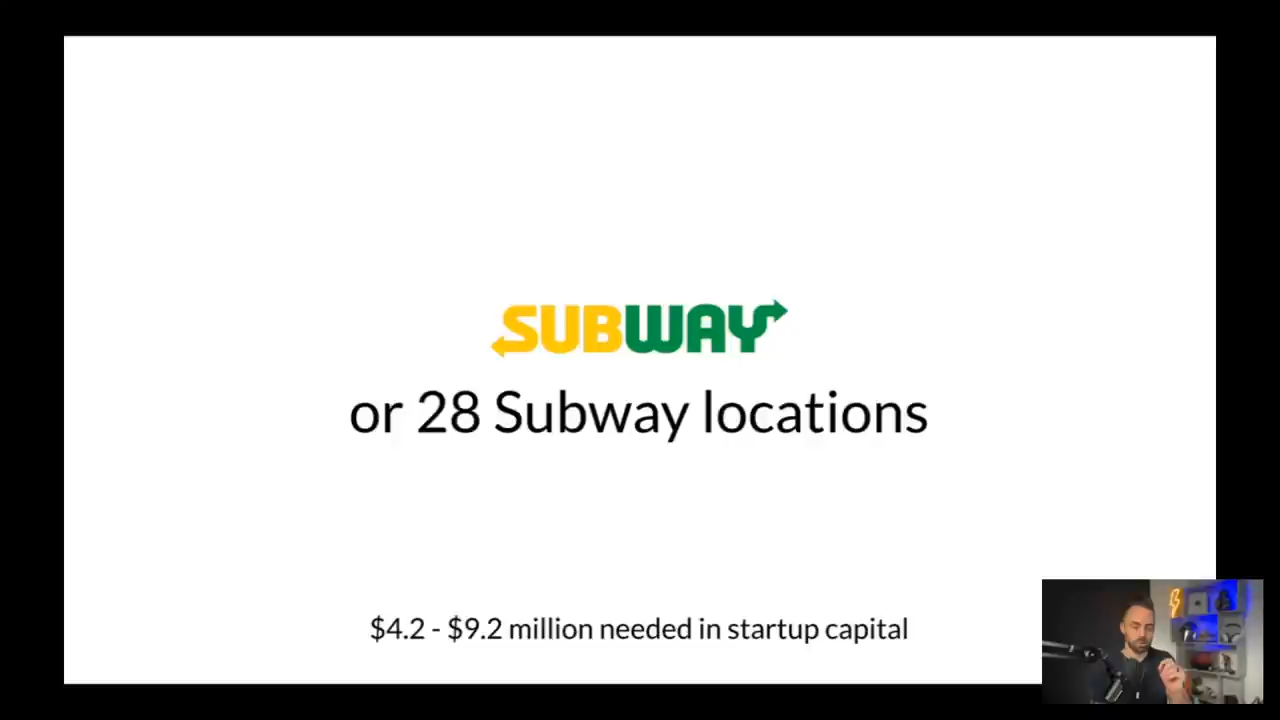 SUBWAY
or 28 Subway locations
$4.2 - $9.2 million needed in startup capital